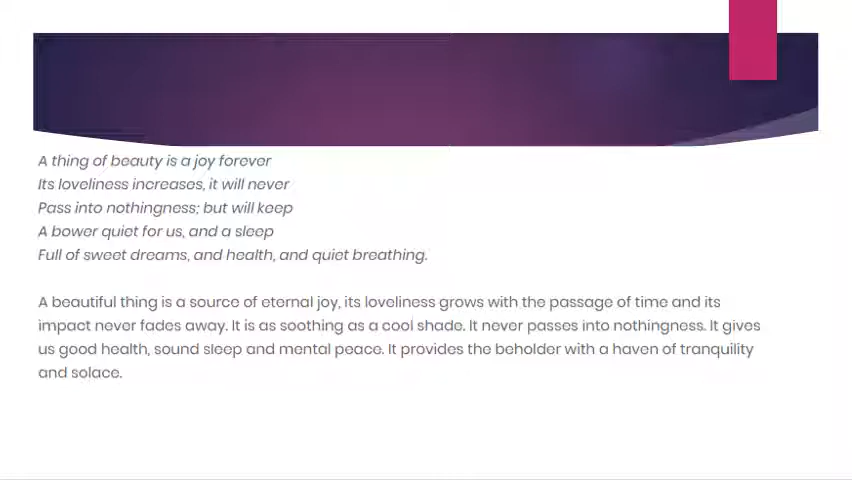 A thing of beauty is a joy forever
Its loveliness increases, it will never
Pass into nothingness; but will keep
A bower quiet for us, and a sleep
Full of sweet dreams, and health, and quiet breathing.
A beautiful thing is a source of eternal joy, its loveliness grows with the passage of time and its
impact never fades away. It is as soothing as a cool shade. It never passes into nothingness. It gives
us good health, sound sleep and mental peace. It provides the beholder with a haven of tranquility
and solace.